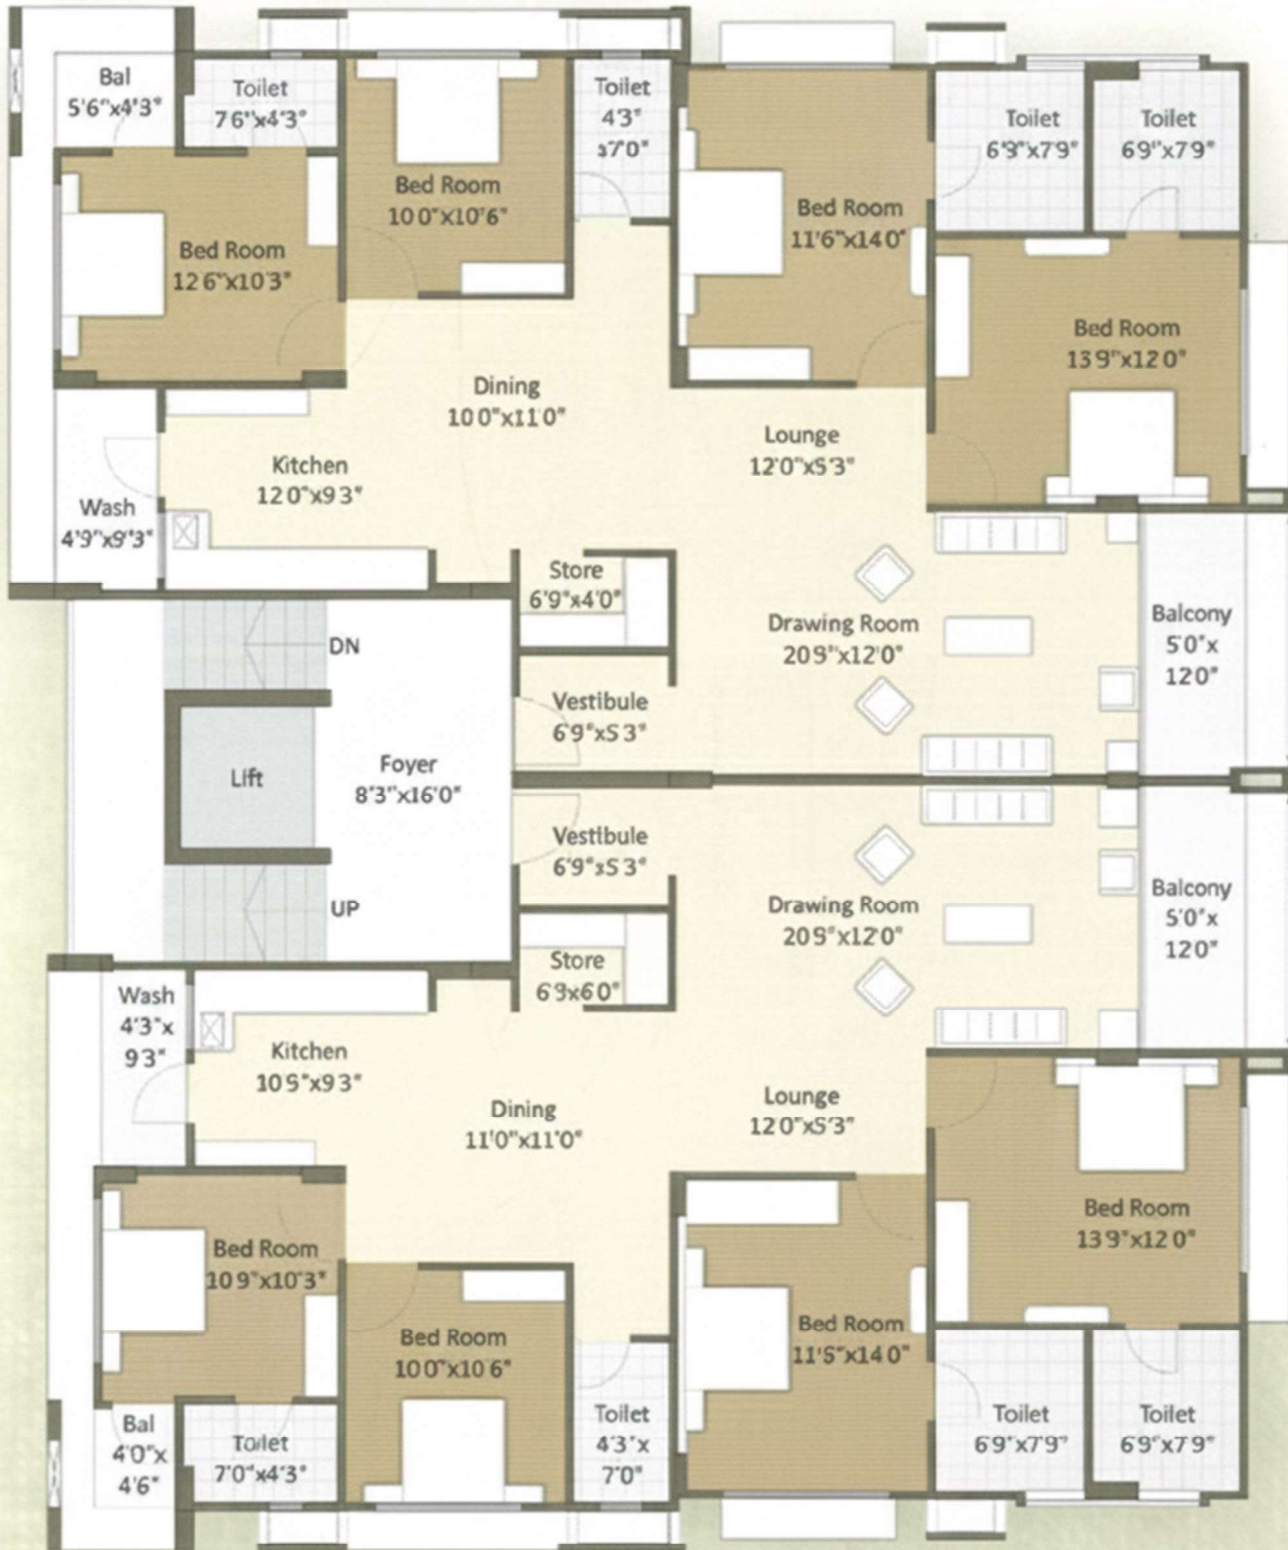 Bal
5'6"x4'3"
Toilet
7'6"x4'3"
Bed Room
10'0"x10'6"
Toilet
4'3"
x7'0"
Bed Room
12'6"x10'3"
Bed Room
11'6"x14'0"
Toilet
6'9"x7'9"
Toilet
6'9"x7'9"
Bed Room
13'9"x12'0"
Dining
10'0"x11'0"
Lounge
12'0"x5'3"
Kitchen
12'0"x9'3"
Wash
4'9"x9'3"
Store
6'9"x4'0"
Drawing Room
20'9"x12'0"
Balcony
5'0"x
12'0"
DN
Vestibule
6'9"x5'3"
Lift
Foyer
8'3"x16'0"
Vestibule
6'9"x5'3"
UP
Drawing Room
20'9"x12'0"
Balcony
5'0"x
12'0"
Store
6'9x6'0"
Wash
4'3"x
9'3"
Kitchen
10'9"x9'3"
Dining
11'0"x11'0"
Lounge
12'0"x5'3"
Bed Room
10'9"x10'3"
Bed Room
13'9"x12'0"
Bed Room
10'0"x10'6"
Bed Room
11'6"x14'0"
Bal
4'0"x
4'6"
Toilet
7'0"x4'3"
Toilet
4'3"x
7'0"
Toilet
6'9"x7'9"
Toilet
6'9"x7'9"